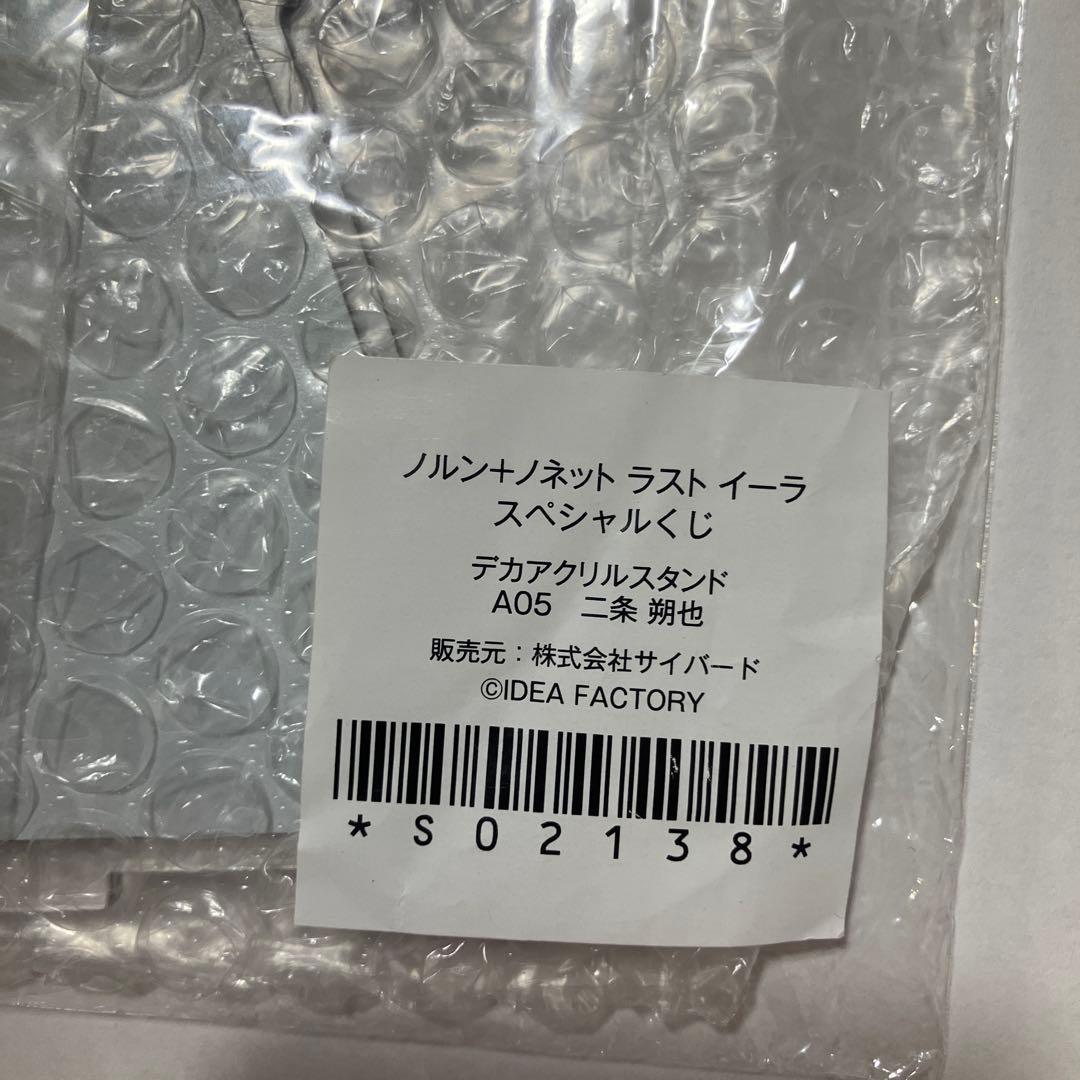 ノルン+ノネット ラスト イーラ
スペシャルくじ
デカアクリルスタンド
A05　二条 朔也
販売元：株式会社サイバード
©IDEA FACTORY
*S02138*